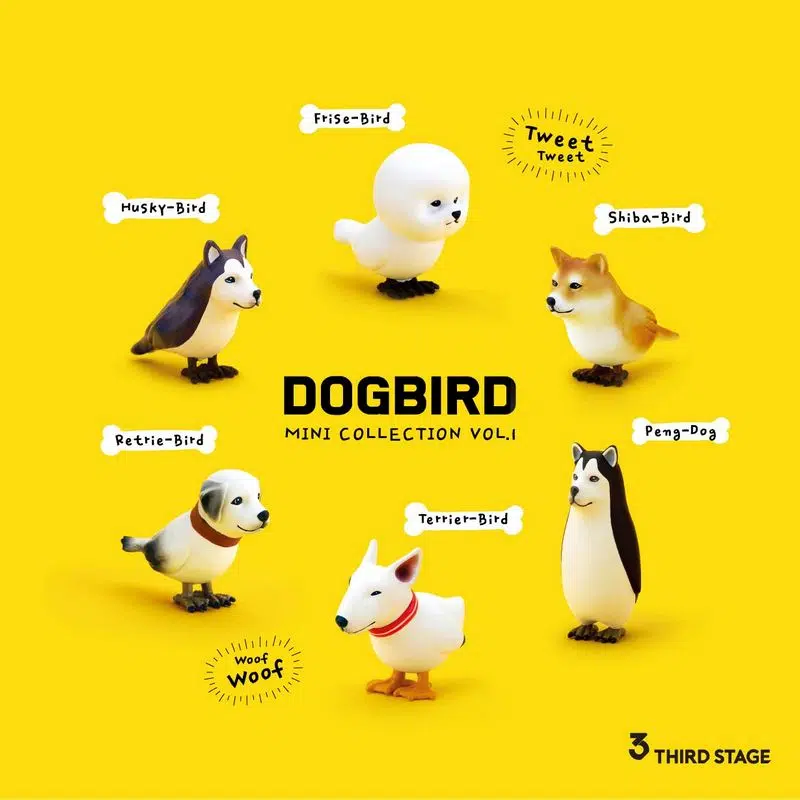 Frise-Bird
Tweet
Tweet
Husky-Bird
Shiba-Bird
DOGBIRD
MINI COLLECTION VOL.1
Retrie-Bird
Peng-Dog
Terrier-Bird
Woof
Woof
3 THIRD STAGE